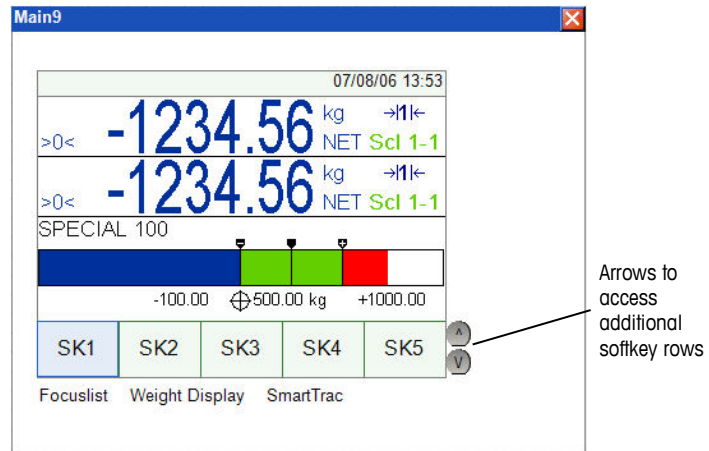 Main9
07/08/06 13:53
>0< -1234.56 kg →|1|←
NET Scl 1-1
>0< -1234.56 kg →|1|←
NET Scl 1-1
SPECIAL 100
-100.00 500.00 kg +1000.00
SK1 SK2 SK3 SK4 SK5
Focuslist Weight Display SmartTrac
Arrows to
access
additional
softkey rows